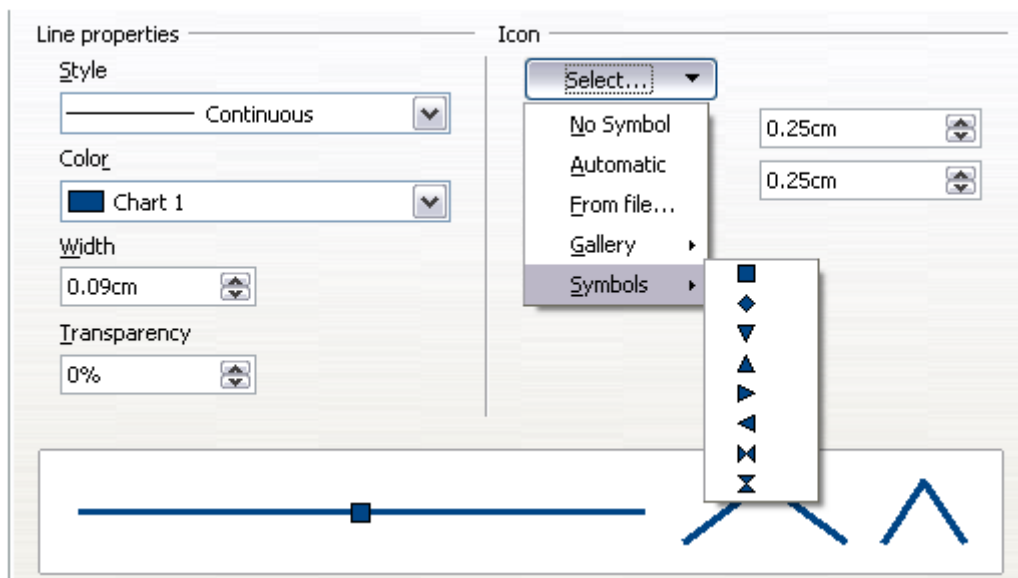 Line properties
Style
Continuous
Color
Chart 1
Width
0.09cm
Transparency
0%
Icon
Select...
No Symbol
Automatic
From file...
Gallery
Symbols
0.25cm
0.25cm